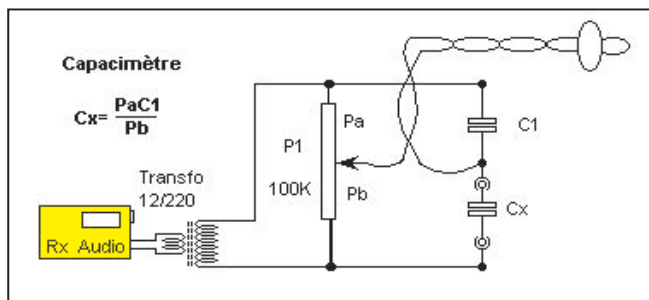 Capacimètre
Cx= PaC1
Pb
Pa
P1
100K
Pb
C1
Cx
Transfo
12/220
Rx Audio